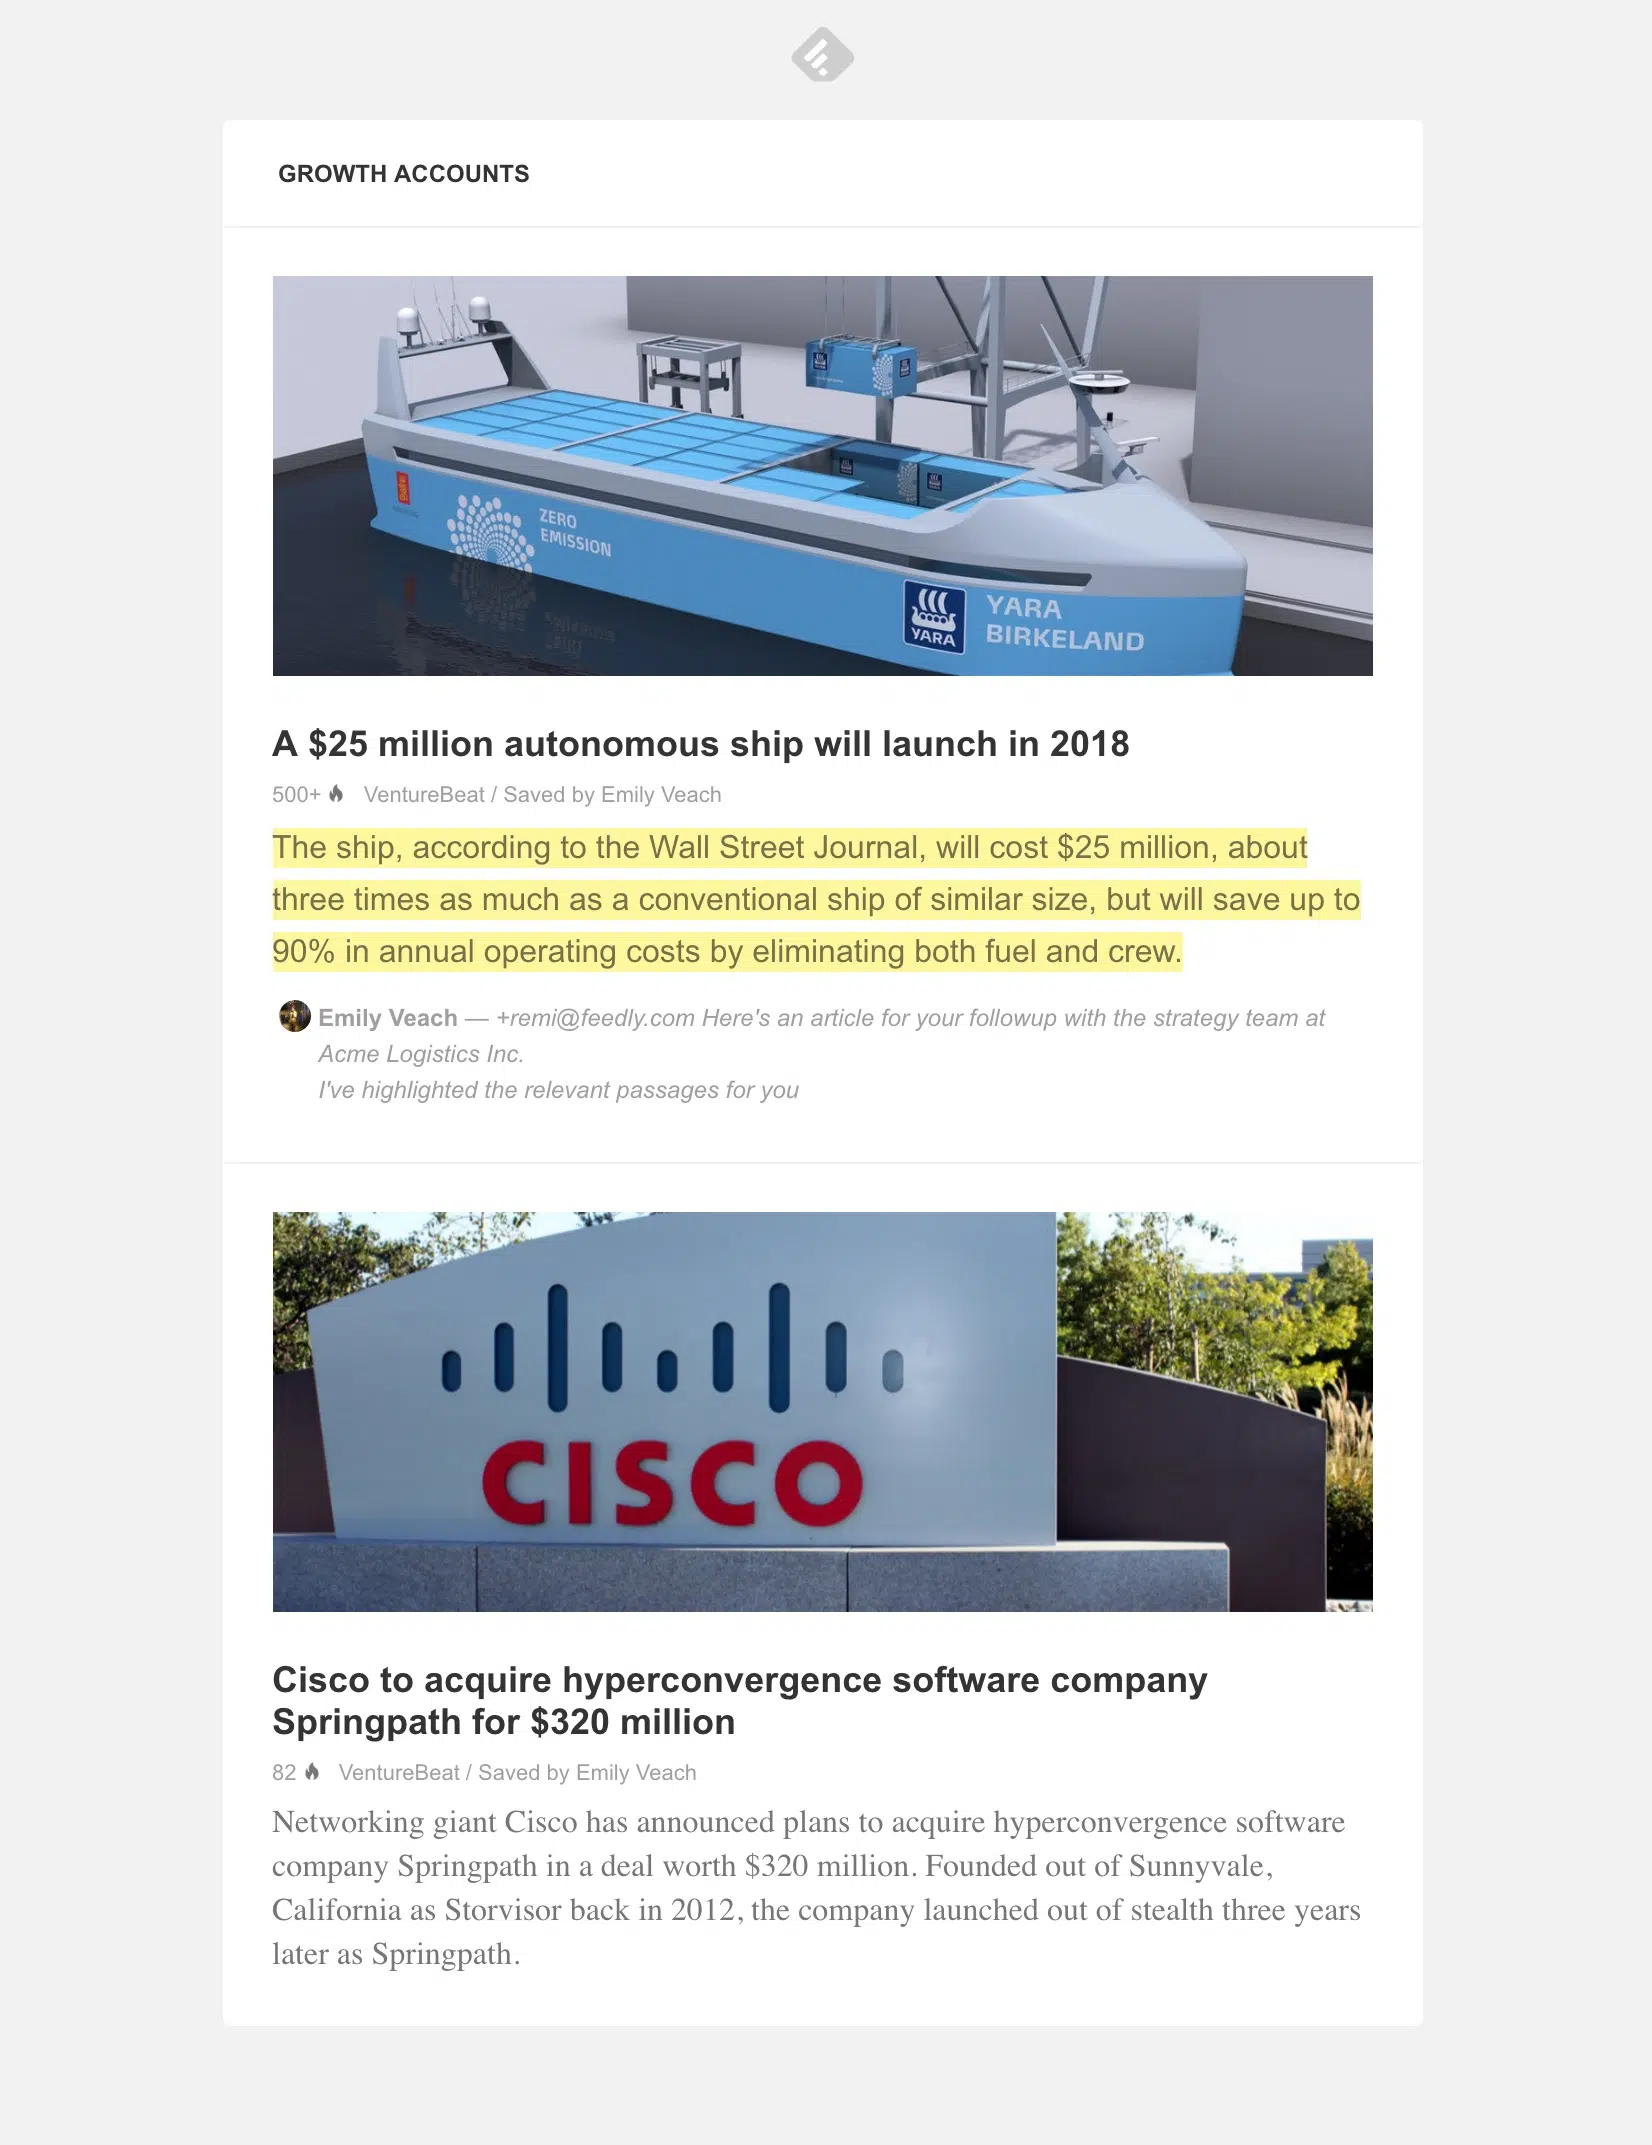 GROWTH ACCOUNTS
ZERO
EMISSION
YARA
YARA
BIRKELAND
A $25 million autonomous ship will launch in 2018
500+ VentureBeat / Saved by Emily Veach
The ship, according to the Wall Street Journal, will cost $25 million, about
three times as much as a conventional ship of similar size, but will save up to
90% in annual operating costs by eliminating both fuel and crew.
Emily Veach — +remi@feedly.com Here's an article for your followup with the strategy team at
Acme Logistics Inc.
I've highlighted the relevant passages for you
CISCO
Cisco to acquire hyperconvergence software company
Springpath for $320 million
82 VentureBeat / Saved by Emily Veach
Networking giant Cisco has announced plans to acquire hyperconvergence software
company Springpath in a deal worth $320 million. Founded out of Sunnyvale,
California as Storvisor back in 2012, the company launched out of stealth three years
later as Springpath.